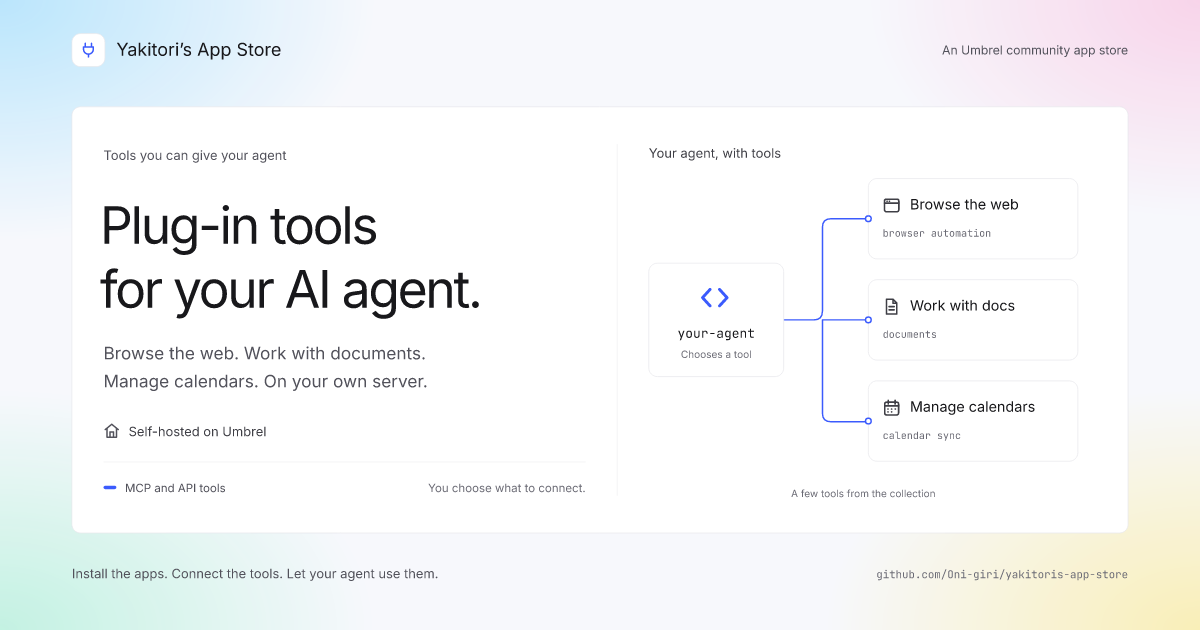 Yakitori’s App Store
An Umbrel community app store
Tools you can give your agent
Plug-in tools
for your AI agent.
Browse the web. Work with documents.
Manage calendars. On your own server.
Self-hosted on Umbrel
MCP and API tools
You choose what to connect.
Your agent, with tools
your-agent
Chooses a tool
Browse the web
browser automation
Work with docs
documents
Manage calendars
calendar sync
A few tools from the collection
Install the apps. Connect the tools. Let your agent use them.
github.com/Oni-giri/yakitoris-app-store